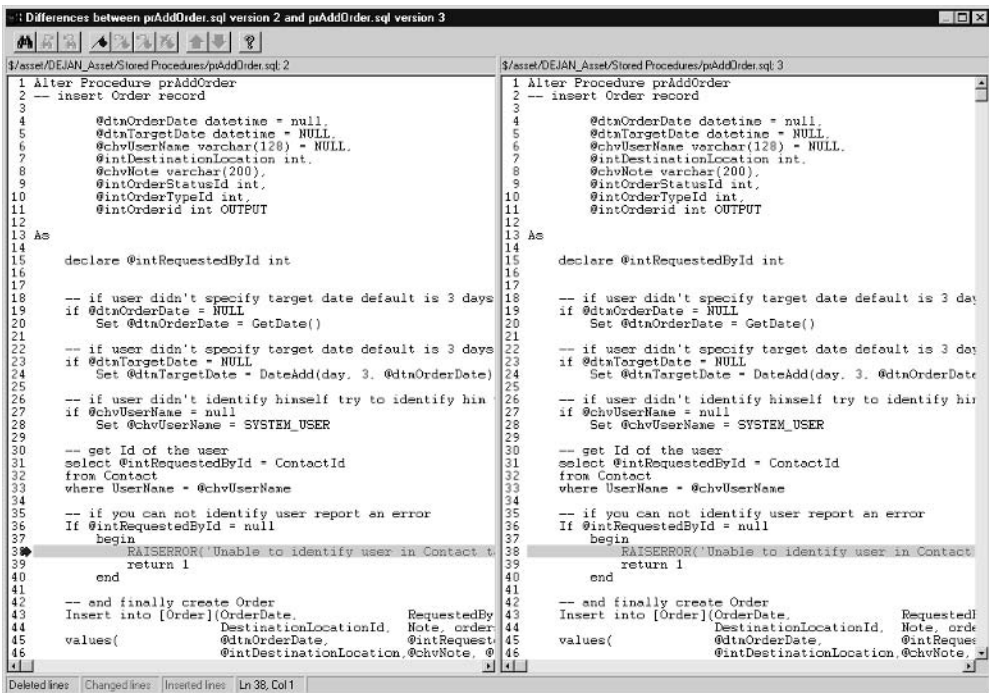 Differences between prAddOrder.sql version 2 and prAddOrder.sql version 3
$/asset/DEJAN_Asset/Stored Procedures/prAddOrder.sql; 2
1 Alter Procedure prAddOrder
2 -- insert Order record
3
4 @dtmOrderDate datetime = null,
5 @dtmTargetDate datetime = NULL,
6 @chvUserName varchar(128) = NULL,
7 @intDestinationLocation int,
8 @chvNote varchar(200),
9 @intOrderStatusId int,
10 @intOrderTypeId int,
11 @intOrderid int OUTPUT
12
13 As
14
15 declare @intRequestedById int
16
17
18 -- if user didn't specify target date default is 3 days
19 if @dtmOrderDate = NULL
20 Set @dtmOrderDate = GetDate()
21
22 -- if user didn't specify target date default is 3 days
23 if @dtmTargetDate = NULL
24 Set @dtmTargetDate = DateAdd(day, 3, @dtmOrderDate)
25
26 -- if user didn't identify himself try to identify him
27 if @chvUserName = null
28 Set @chvUserName = SYSTEM_USER
29
30 -- get Id of the user
31 select @intRequestedById = ContactId
32 from Contact
33 where UserName = @chvUserName
34
35 -- if you can not identify user report an error
36 If @intRequestedById = null
37 begin
38 RAISERROR('Unable to identify user in Contact t
39 return 1
40 end
41
42 -- and finally create Order
43 Insert into [Order](OrderDate, RequestedBy
44 DestinationLocationId, Note, order
45 values( @dtmOrderDate, @intRequest
46 @intDestinationLocation,@chvNote, @
$/asset/DEJAN_Asset/Stored Procedures/prAddOrder.sql; 3
1 Alter Procedure prAddOrder
2 -- insert Order record
3
4 @dtmOrderDate datetime = null,
5 @dtmTargetDate datetime = NULL,
6 @chvUserName varchar(128) = NULL,
7 @intDestinationLocation int,
8 @chvNote varchar(200),
9 @intOrderStatusId int,
10 @intOrderTypeId int,
11 @intOrderid int OUTPUT
12
13 As
14
15 declare @intRequestedById int
16
17
18 -- if user didn't specify target date default is 3 day
19 if @dtmOrderDate = NULL
20 Set @dtmOrderDate = GetDate()
21
22 -- if user didn't specify target date default is 3 day
23 if @dtmTargetDate = NULL
24 Set @dtmTargetDate = DateAdd(day, 3, @dtmOrderDate
25
26 -- if user didn't identify himself try to identify him
27 if @chvUserName = null
28 Set @chvUserName = SYSTEM_USER
29
30 -- get Id of the user
31 select @intRequestedById = ContactId
32 from Contact
33 where UserName = @chvUserName
34
35 -- if you can not identify user report an error
36 If @intRequestedById = null
37 begin
38 RAISERROR('Unable to identify user in Contact
39 return 1
40 end
41
42 -- and finally create Order
43 Insert into [Order](OrderDate, RequestedB
44 DestinationLocationId, Note, orde
45 values( @dtmOrderDate, @intReques
46 @intDestinationLocation,@chvNote,
Deleted lines Changed lines Inserted lines Ln 38, Col 1